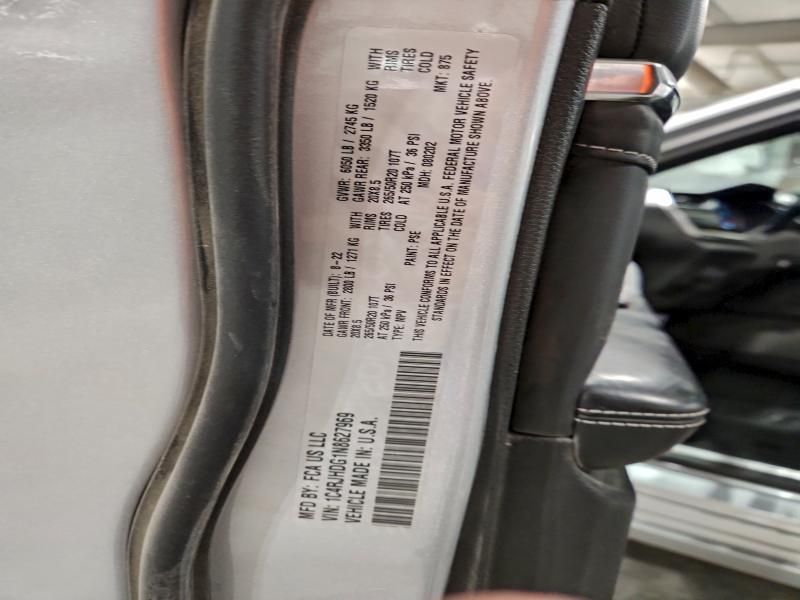 MFD BY: FCA US LLC
VIN: 1C4RJHDG1N8627969
VEHICLE MADE IN: U.S.A.
DATE OF MFR (BUILT): 8-22 GVWR: 6050 LB / 2745 KG
GAWR FRONT: 2800 LB / 1271 KG WITH GAWR REAR: 3350 LB / 1520 KG WITH
20X8.5 RIMS 20X8.5 RIMS
265/50R20 107T TIRES 265/50R20 107T TIRES
AT 250 kPa / 36 PSI COLD AT 250 kPa / 36 PSI COLD
TYPE: MPV PAINT: PSE MDH: 080202 MKT: 875
THIS VEHICLE CONFORMS TO ALL APPLICABLE U.S.A. FEDERAL MOTOR VEHICLE SAFETY
STANDARDS IN EFFECT ON THE DATE OF MANUFACTURE SHOWN ABOVE.